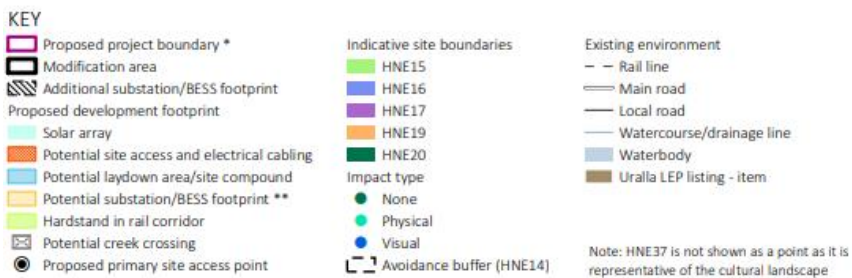 KEY
Proposed project boundary *
Modification area
Additional substation/BESS footprint
Proposed development footprint
Solar array
Potential site access and electrical cabling
Potential laydown area/site compound
Potential substation/BESS footprint **
Hardstand in rail corridor
Potential creek crossing
Proposed primary site access point
Indicative site boundaries
HNE15
HNE16
HNE17
HNE19
HNE20
Impact type
None
Physical
Visual
Avoidance buffer (HNE14)
Existing environment
Rail line
Main road
Local road
Watercourse/drainage line
Waterbody
Uralla LEP listing - item
Note: HNE37 is not shown as a point as it is
representative of the cultural landscape